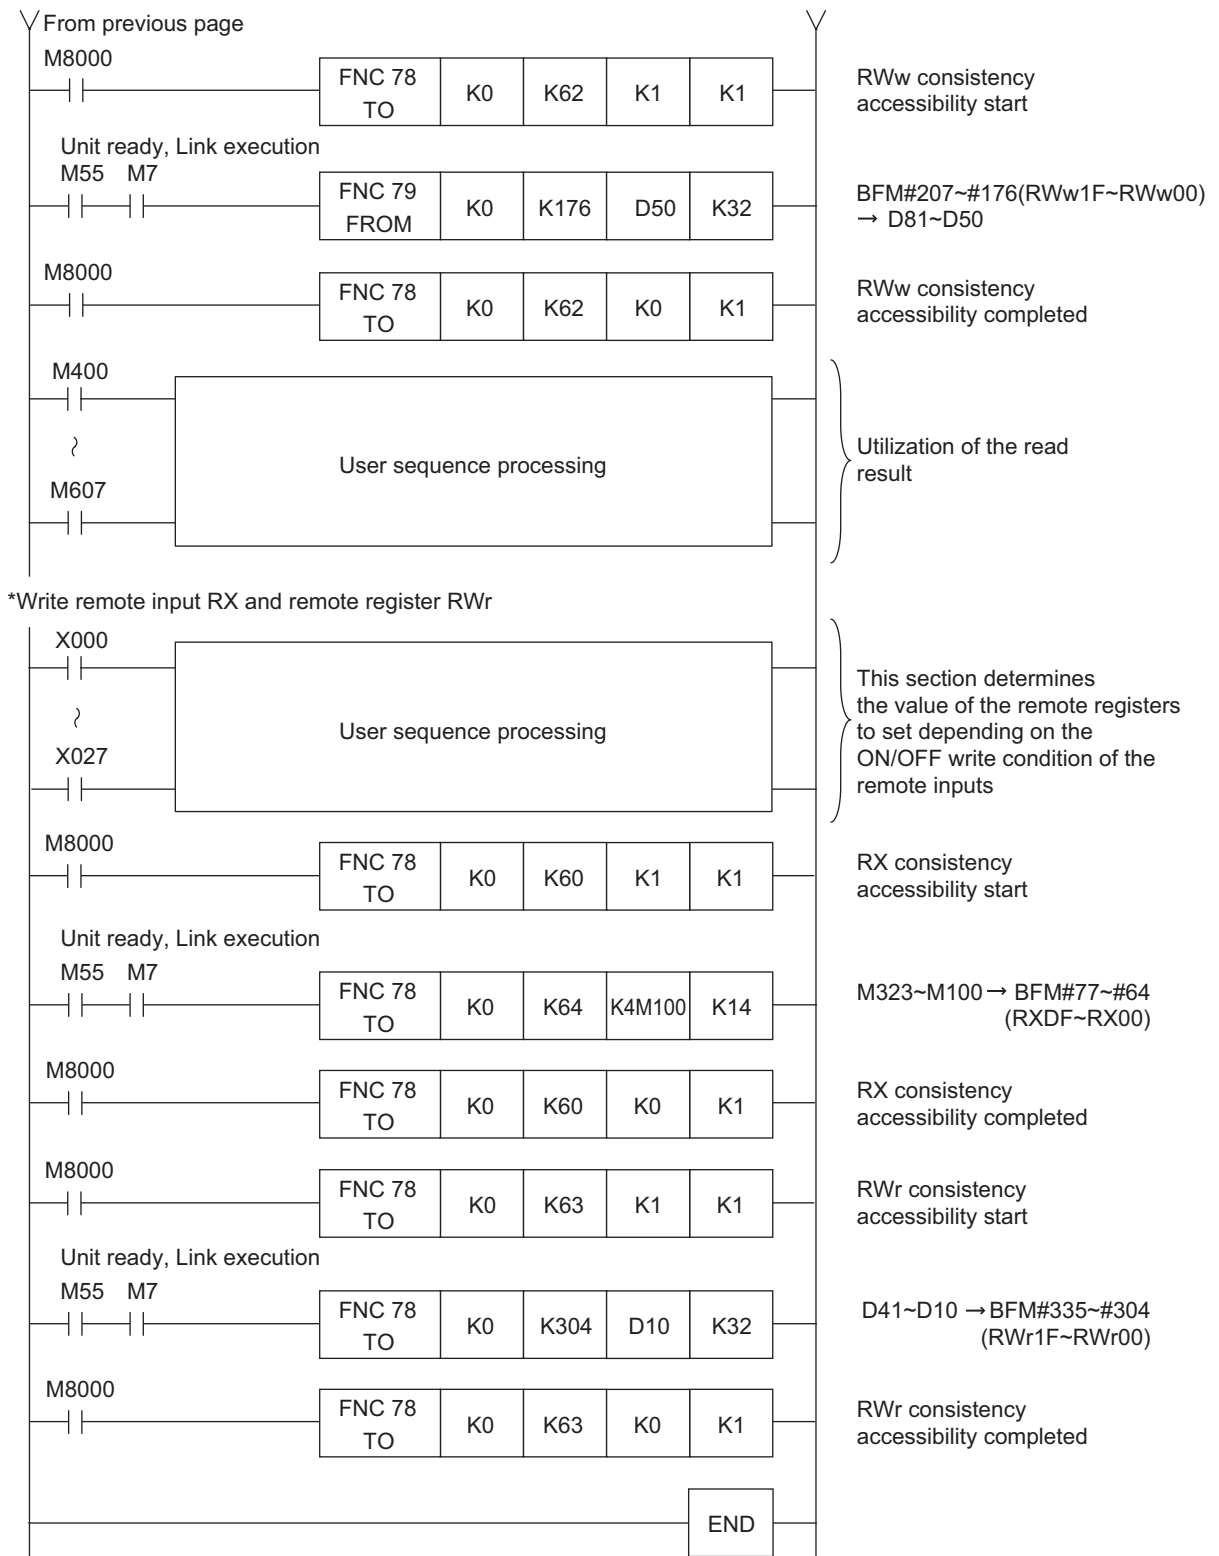 From previous page
M8000
FNC 78
TO
K0
K62
K1
K1
RWw consistency
accessibility start
Unit ready, Link execution
M55 M7
FNC 79
FROM
K0
K176
D50
K32
BFM#207~#176(RWw1F~RWw00)
→ D81~D50
M8000
FNC 78
TO
K0
K62
K0
K1
RWw consistency
accessibility completed
M400
~
M607
User sequence processing
Utilization of the read
result
*Write remote input RX and remote register RWr
X000
~
X027
User sequence processing
This section determines
the value of the remote registers
to set depending on the
ON/OFF write condition of the
remote inputs
M8000
FNC 78
TO
K0
K60
K1
K1
RX consistency
accessibility start
Unit ready, Link execution
M55 M7
FNC 78
TO
K0
K64
K4M100
K14
M323~M100→ BFM#77~#64
(RXDF~RX00)
M8000
FNC 78
TO
K0
K60
K0
K1
RX consistency
accessibility completed
M8000
FNC 78
TO
K0
K63
K1
K1
RWr consistency
accessibility start
Unit ready, Link execution
M55 M7
FNC 78
TO
K0
K304
D10
K32
D41~D10 →BFM#335~#304
(RWr1F~RWr00)
M8000
FNC 78
TO
K0
K63
K0
K1
RWr consistency
accessibility completed
END